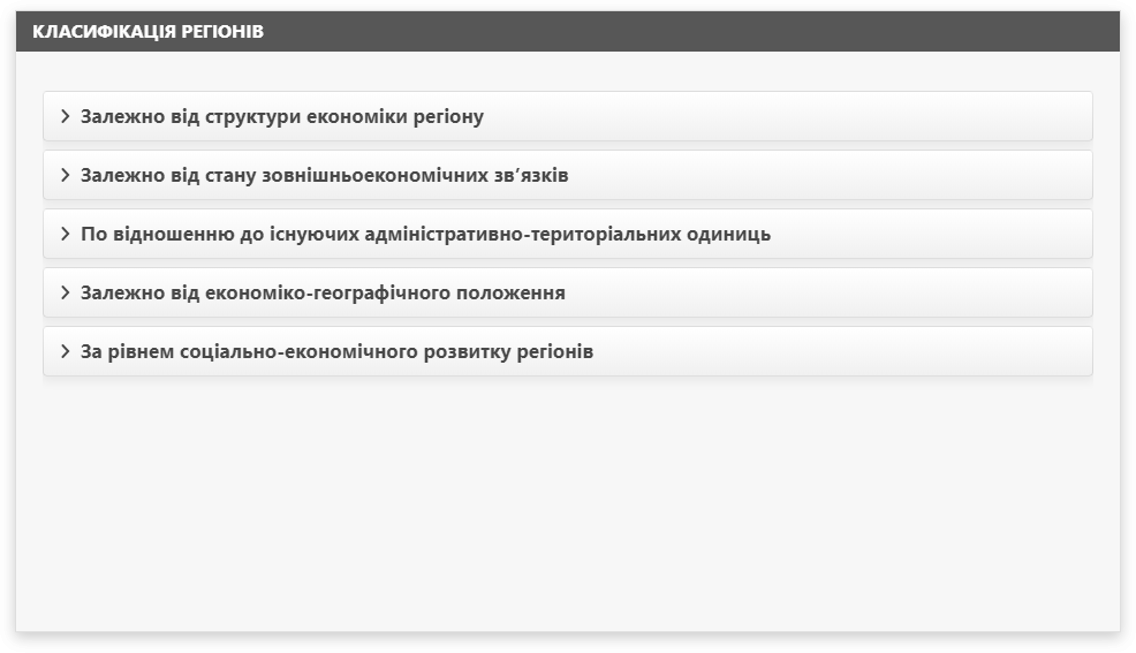 КЛАСИФІКАЦІЯ РЕГІОНІВ
Залежно від структури економіки регіону
Залежно від стану зовнішньоекономічних зв’язків
По відношенню до існуючих адміністративно-територіальних одиниць
Залежно від економіко-географічного положення
За рівнем соціально-економічного розвитку регіонів